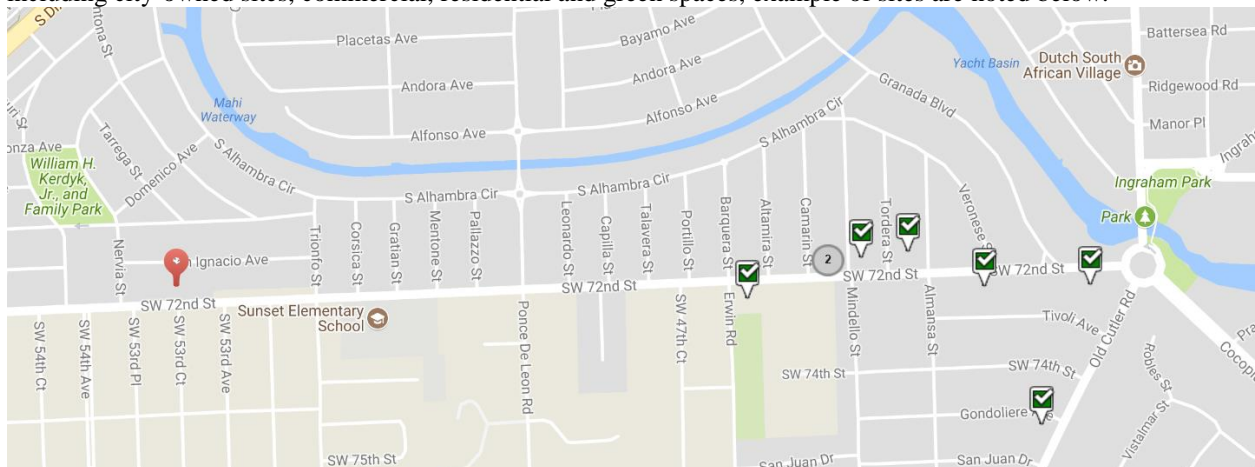 including city-owned sites, commercial, residential and green spaces, example of sites are noted below:
Placetas Ave
Bayamo Ave
Battersea Rd
Yacht Basin
Dutch South
African Village
Andora Ave
Andora Ave
Ridgewood Rd
Mahi
Waterway
Granada Blvd
Alfonso Ave
Alfonso Ave
Manor Pl
Tarrega St
Domenico Ave
S Alhambra Cir
S Alhambra Cir
William H.
Kerdyk,
Jr., and
Family Park
S Alhambra Cir
S Alhambra Cir
Ingraham Park
Park
Nervia St
Ignacio Ave
Trionfo St
Corsica St
Gratian St
Mentone St
Pallazzo St
Leonardo St
Capilla St
Talavera St
Portillo St
Barquera St
Altamira St
Camarin St
Tordera St
Veronese S
2
SW 72nd St
SW 72nd St
SW 72nd St
SW 72nd St
Sunset Elementary
School
SW 54th Ct
SW 54th Ave
SW 53rd Pl
SW 53rd Ct
SW 53rd Ave
Ponce De Leon Rd
SW 47th Ct
Erwin Rd
Mindello St
Almansa St
Tivoli Ave
Old Cutler Rd
Robles St
SW 74th St
SW 74th St
Gondoliere
Vistalmar St
SW 75th St
San Juan Dr
San Juan Dr